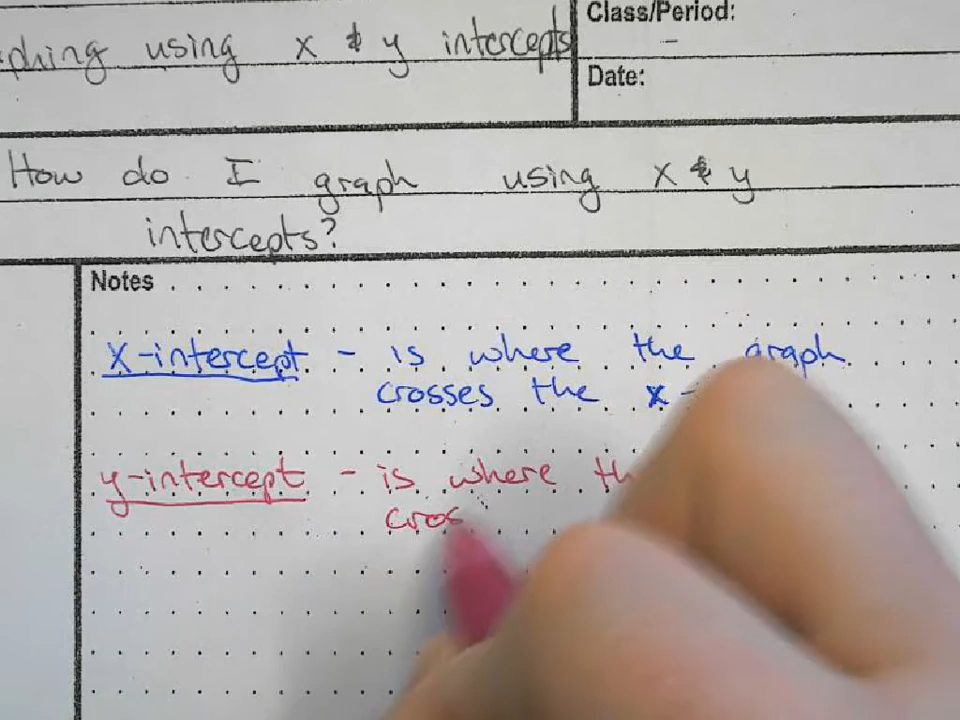 phing using x & y intercepts
Class/Period:
Date:
How do I graph using x & y
intercepts?
Notes
x-intercept - is where the graph
crosses the x-
y-intercept - is where th
cros